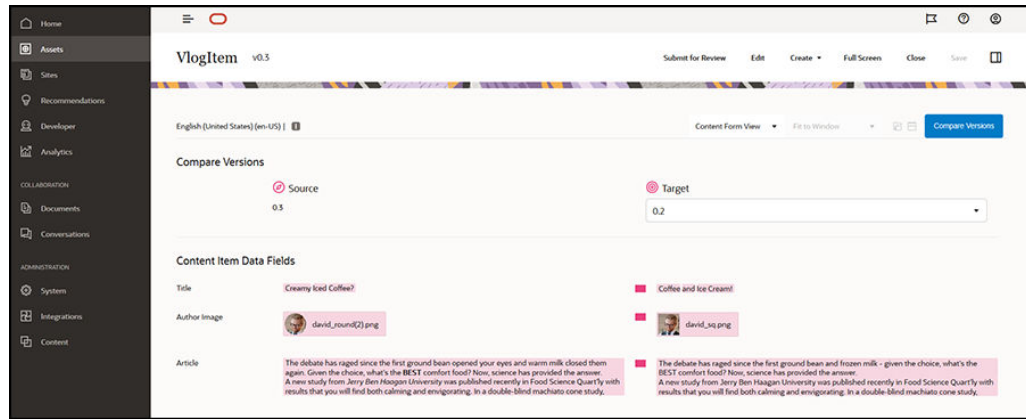 Home
Assets
Sites
Recommendations
Developer
Analytics
COLLABORATION
Documents
Conversations
ADMINISTRATION
System
Integrations
Content
VlogItem v0.3
Submit for Review Edit Create Full Screen Close Save
English (United States) (en-US) |
Content Form View Fit to Window Compare Versions
Compare Versions
Source Target
0.3 0.2
Content Item Data Fields
Title Creamy Iced Coffee? Coffee and Ice Cream!
Author Image david_round(2).png david_sq.png
Article
The debate has raged since the first ground bean opened your eyes and warm milk closed them
again. Given the choice, what's the BEST comfort food? Now, science has provided the answer.
A new study from Jerry Ben Haagan University was published recently in Food Science Quart'ly with
results that you will find both calming and envigorating. In a double-blind machiato cone study,
The debate has raged since the first ground bean and frozen milk - given the choice, what's the
BEST comfort food? Now, science has provided the answer.
A new study from Jerry Ben Haagan University was published recently in Food Science Quart'ly with
results that you will find both calming and envigorating. In a double-blind machiato cone study,